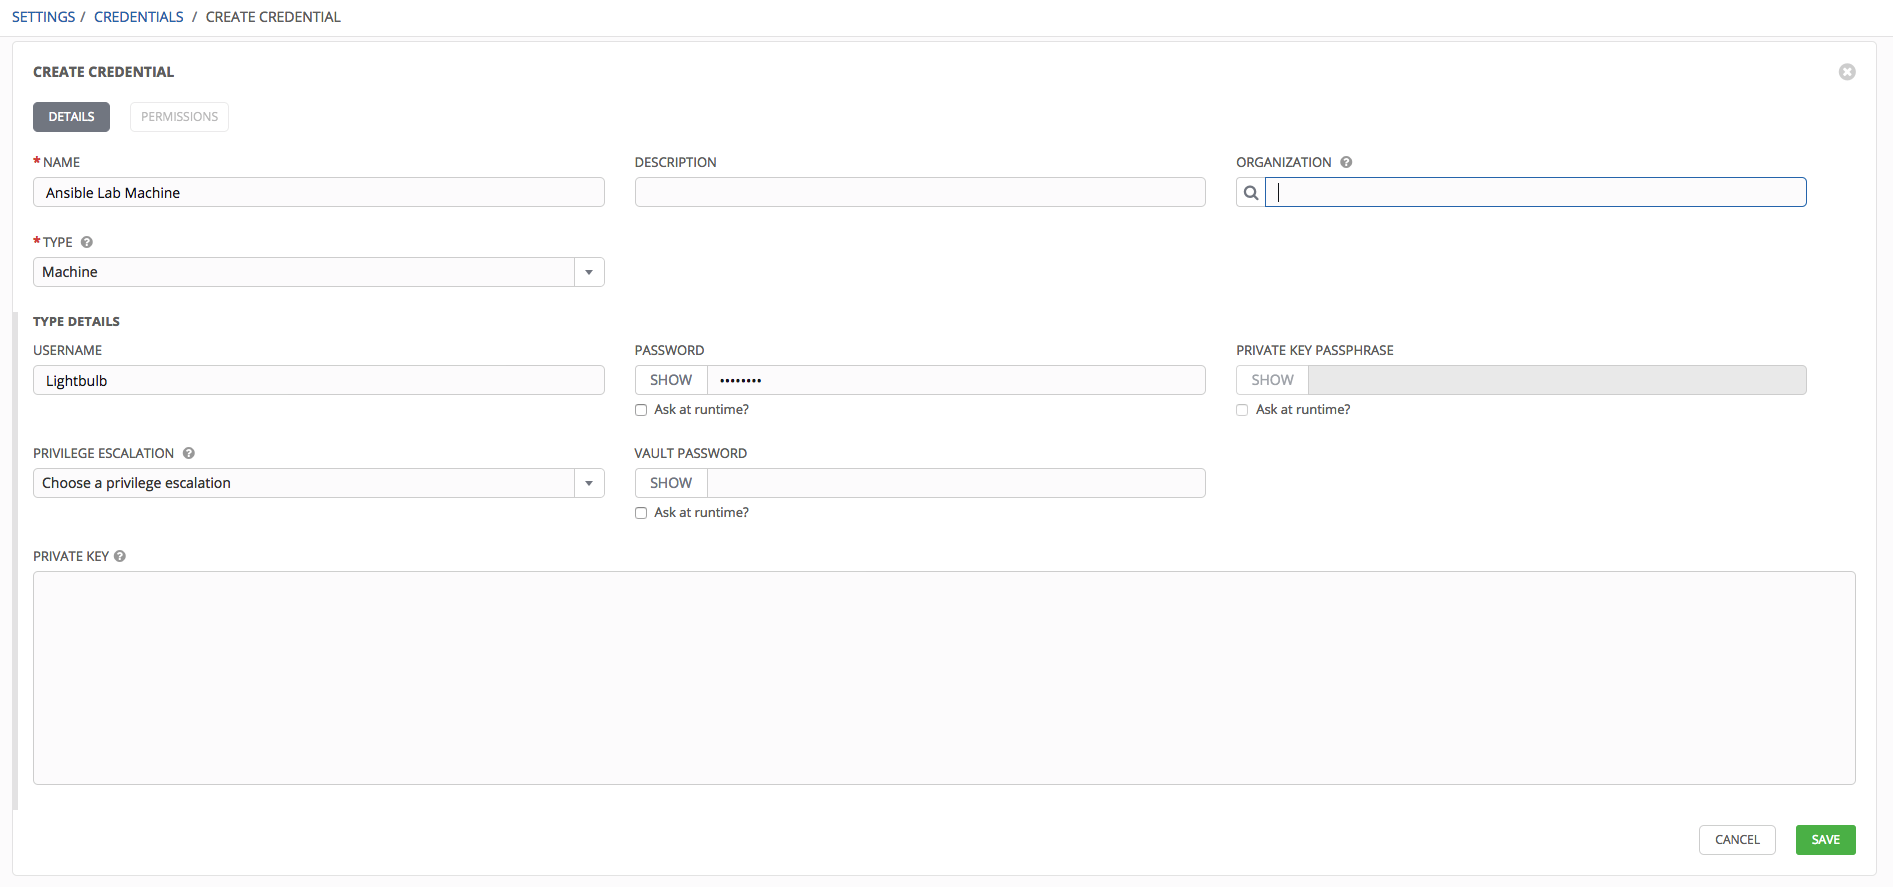 SETTINGS / CREDENTIALS / CREATE CREDENTIAL
CREATE CREDENTIAL
DETAILS PERMISSIONS
* NAME DESCRIPTION ORGANIZATION ?
Ansible Lab Machine
* TYPE ?
Machine
TYPE DETAILS
USERNAME PASSWORD PRIVATE KEY PASSPHRASE
Lightbulb SHOW •••••••• SHOW
Ask at runtime? Ask at runtime?
PRIVILEGE ESCALATION ? VAULT PASSWORD
Choose a privilege escalation SHOW
Ask at runtime?
PRIVATE KEY ?
CANCEL SAVE